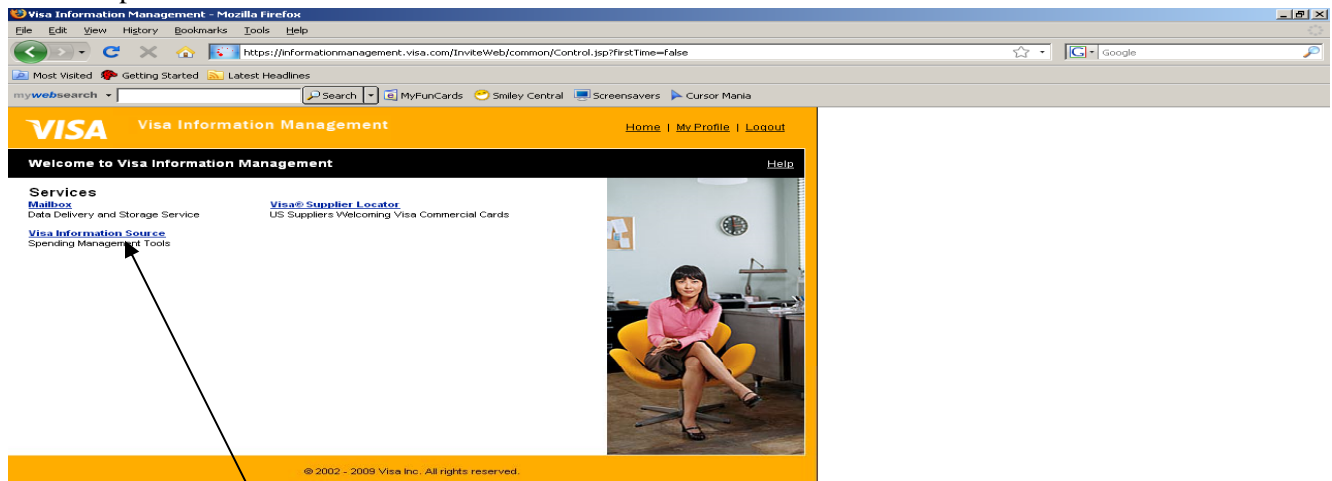 Visa Information Management - Mozilla Firefox
File Edit View History Bookmarks Tools Help
https://informationmanagement.visa.com/InviteWeb/common/Control.jsp?firstTime=false
G Google
Most Visited Getting Started Latest Headlines
mywebsearch Search MyFunCards Smiley Central Screensavers Cursor Mania
VISA Visa Information Management Home | My Profile | Logout
Welcome to Visa Information Management Help
Services
Mailbox Visa® Supplier Locator
Data Delivery and Storage Service US Suppliers Welcoming Visa Commercial Cards
Visa Information Source
Spending Management Tools
© 2002 - 2009 Visa Inc. All rights reserved.